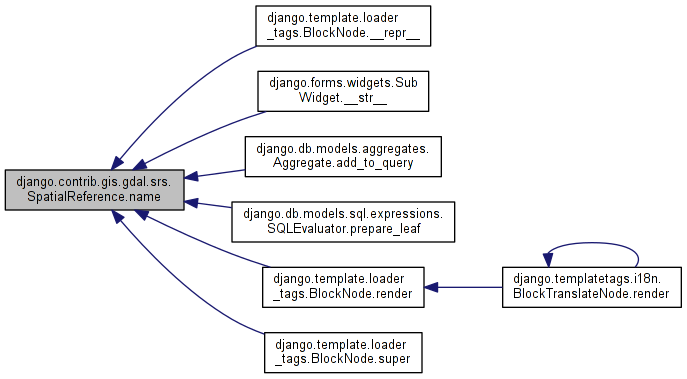 django.template.loader
_tags.BlockNode.__repr__
django.forms.widgets.Sub
Widget.__str__
django.db.models.aggregates.
Aggregate.add_to_query
django.contrib.gis.gdal.srs.
SpatialReference.name
django.db.models.sql.expressions.
SQLEvaluator.prepare_leaf
django.template.loader
_tags.BlockNode.render
django.templatetags.i18n.
BlockTranslateNode.render
django.template.loader
_tags.BlockNode.super